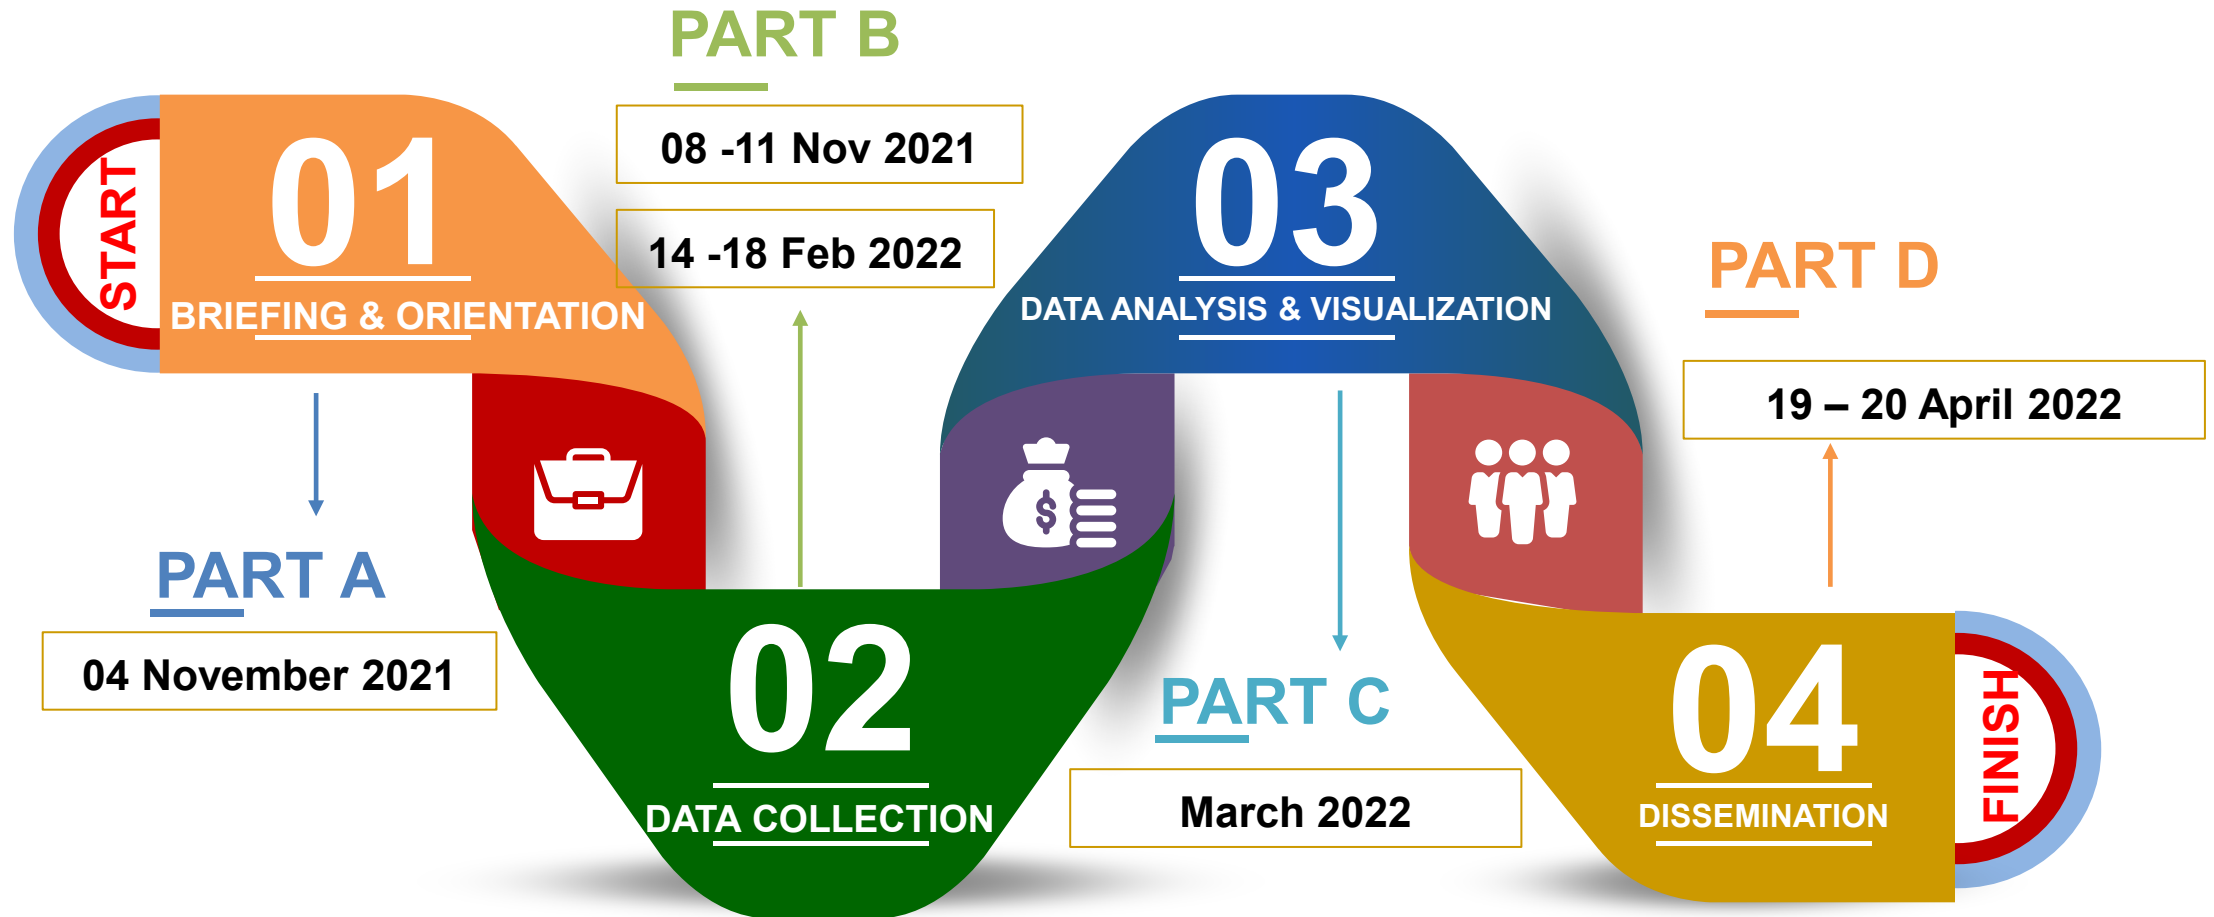 START
01
BRIEFING & ORIENTATION
PART A
04 November 2021
PART B
08 -11 Nov 2021
14 -18 Feb 2022
02
DATA COLLECTION
03
DATA ANALYSIS & VISUALIZATION
PART C
March 2022
PART D
19 – 20 April 2022
04
DISSEMINATION
FINISH
$